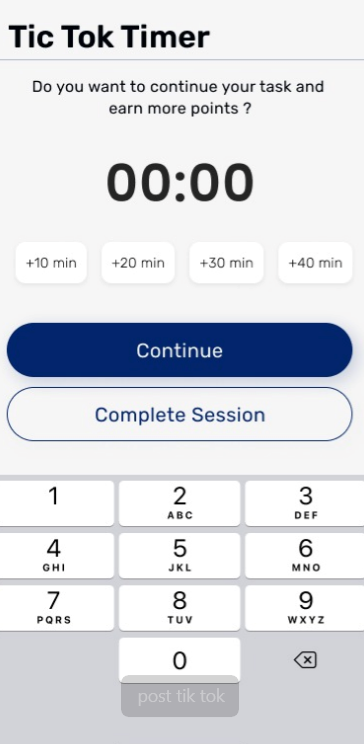 Tic Tok Timer
Do you want to continue your task and
earn more points ?
00:00
+10 min +20 min +30 min +40 min
Continue
Complete Session
1 2 3
ABC DEF
4 5 6
GHI JKL MNO
7 8 9
PQRS TUV WXYZ
0
post tik tok